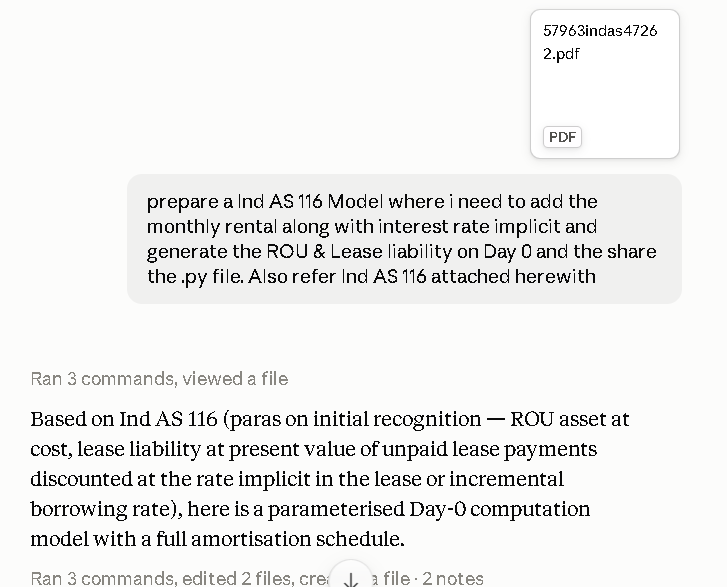 57963indas4726
2.pdf
PDF
prepare a Ind AS 116 Model where i need to add the
monthly rental along with interest rate implicit and
generate the ROU & Lease liability on Day 0 and the share
the .py file. Also refer Ind AS 116 attached herewith
Ran 3 commands, viewed a file
Based on Ind AS 116 (paras on initial recognition — ROU asset at
cost, lease liability at present value of unpaid lease payments
discounted at the rate implicit in the lease or incremental
borrowing rate), here is a parameterised Day-0 computation
model with a full amortisation schedule.
Ran 3 commands, edited 2 files, a file · 2 notes